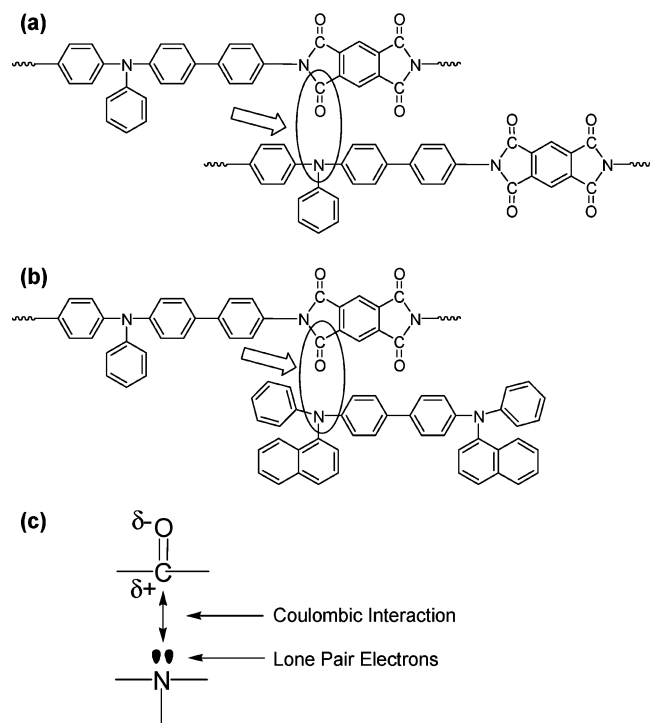 (a)
O O O O
C C C C
N N N
O O O O
C C C C
N N
(b)
O O O O
C C C C
N N N
N N
(c)
δ- O
δ+ C
Coulombic Interaction
Lone Pair Electrons
N